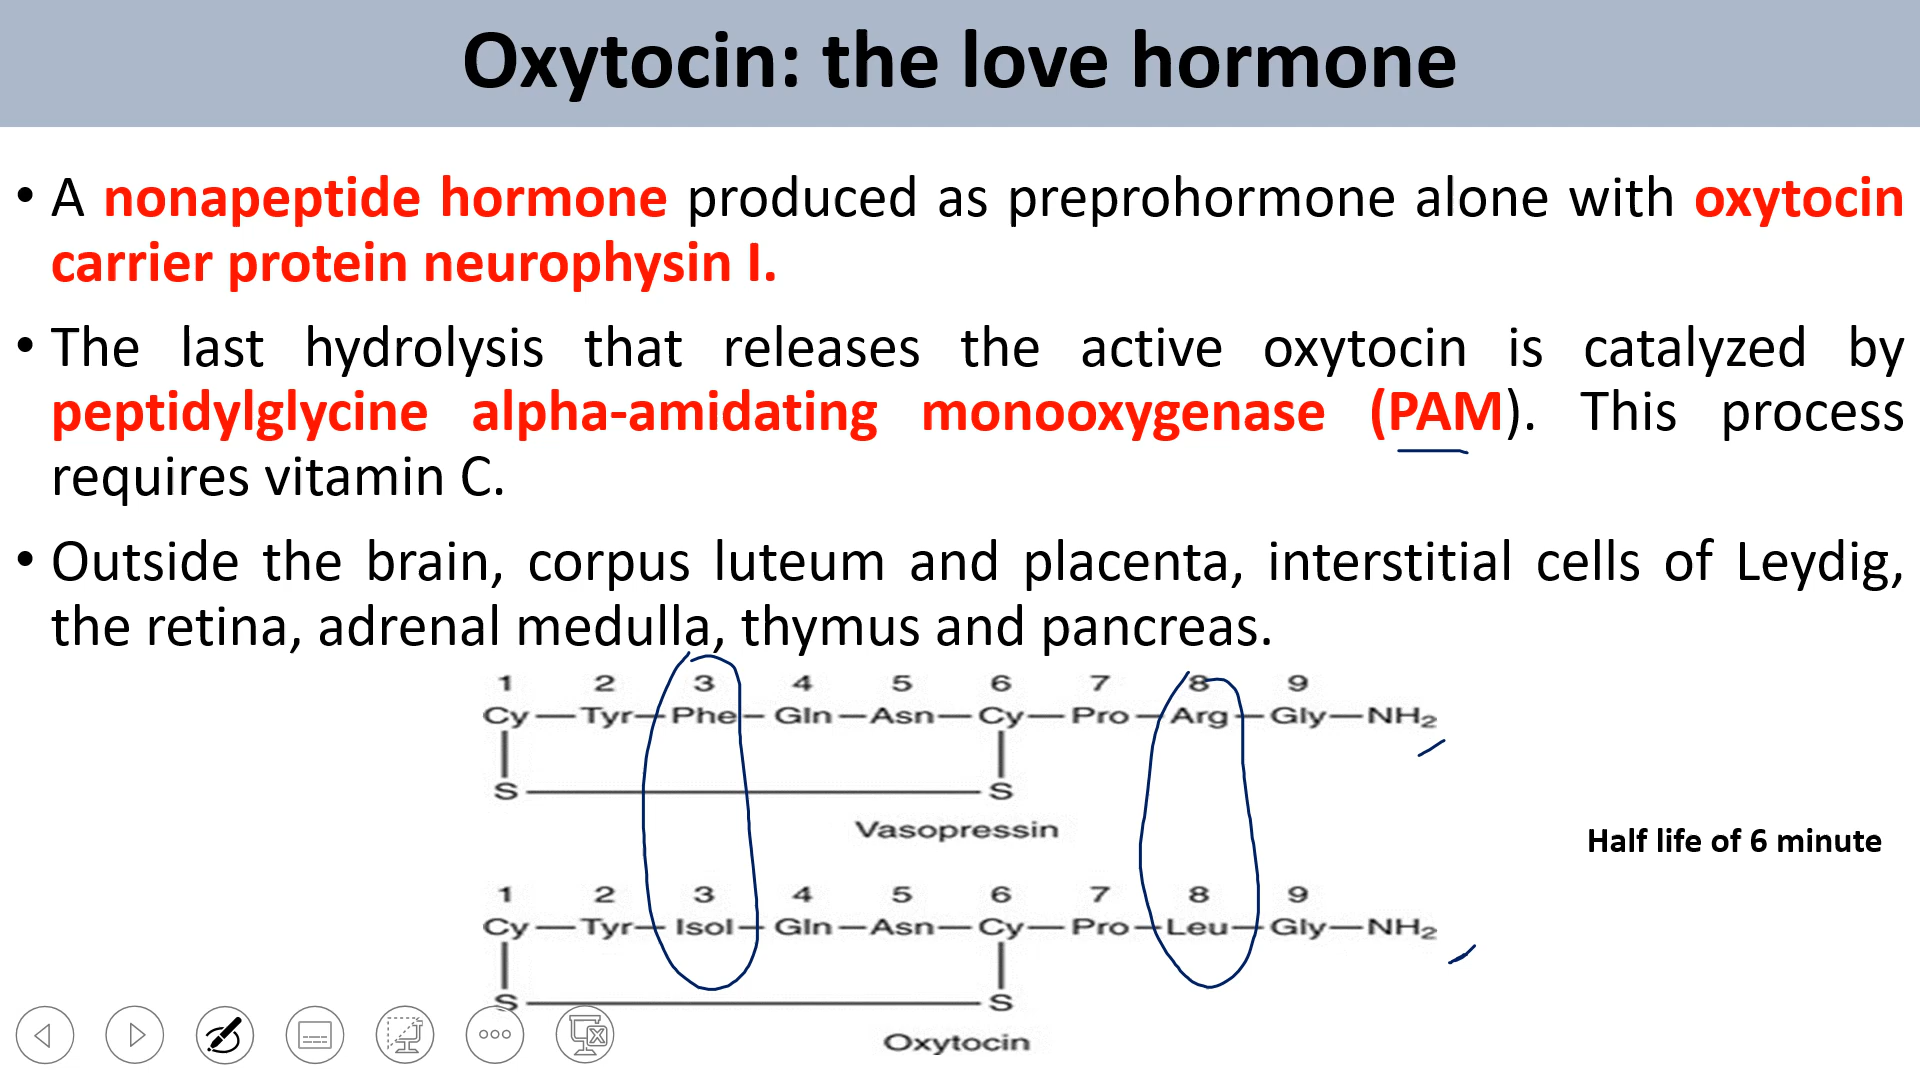 Oxytocin: the love hormone
• A nonapeptide hormone produced as preprohormone alone with oxytocin
carrier protein neurophysin I.
• The last hydrolysis that releases the active oxytocin is catalyzed by
peptidylglycine alpha-amidating monooxygenase (PAM). This process
requires vitamin C.
• Outside the brain, corpus luteum and placenta, interstitial cells of Leydig,
the retina, adrenal medulla, thymus and pancreas.
1 2 3 4 5 6 7 8 9
Cy—Tyr—Phe—Gln—Asn—Cy—Pro—Arg—Gly—NH₂
S S
Vasopressin
Half life of 6 minute
1 2 3 4 5 6 7 8 9
Cy—Tyr—Isol—Gln—Asn—Cy—Pro—Leu—Gly—NH₂
S S
Oxytocin